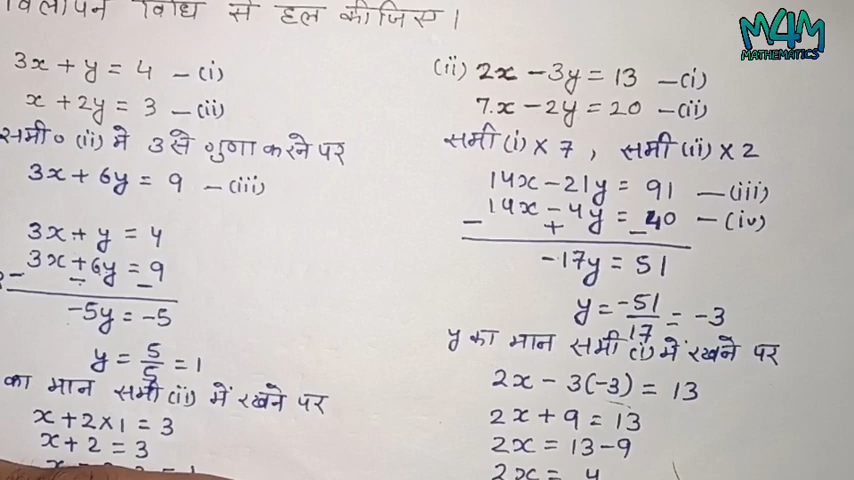 विलोपन विधि से हल कीजिए।
3x + y = 4 —(i)
x + 2y = 3 —(ii)
समी० (ii) में 3 से गुणा करने पर
3x + 6y = 9 —(iii)
3x + y = 4
3x + 6y = 9
- - -
-5y = -5
y = 5/5 = 1
का मान समी (ii) में रखने पर
x + 2 × 1 = 3
x + 2 = 3
(ii) 2x - 3y = 13 —(i)
7x - 2y = 20 —(ii)
समी (i) × 7 , समी (ii) × 2
14x - 21y = 91 —(iii)
14x - 4y = 40 —(iv)
- + -
-17y = 51
y = -51/17 = -3
y का मान समी (i) में रखने पर
2x - 3(-3) = 13
2x + 9 = 13
2x = 13 - 9
2x = 4
M4M
MATHEMATICS